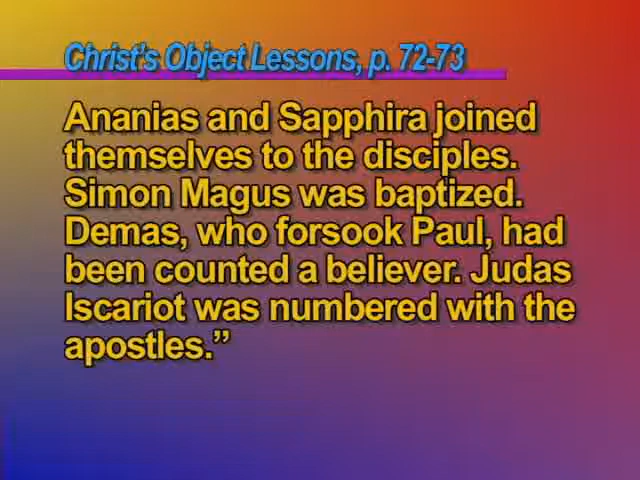 Christ's Object Lessons, p. 72-73
Ananias and Sapphira joined
themselves to the disciples.
Simon Magus was baptized.
Demas, who forsook Paul, had
been counted a believer. Judas
Iscariot was numbered with the
apostles.”